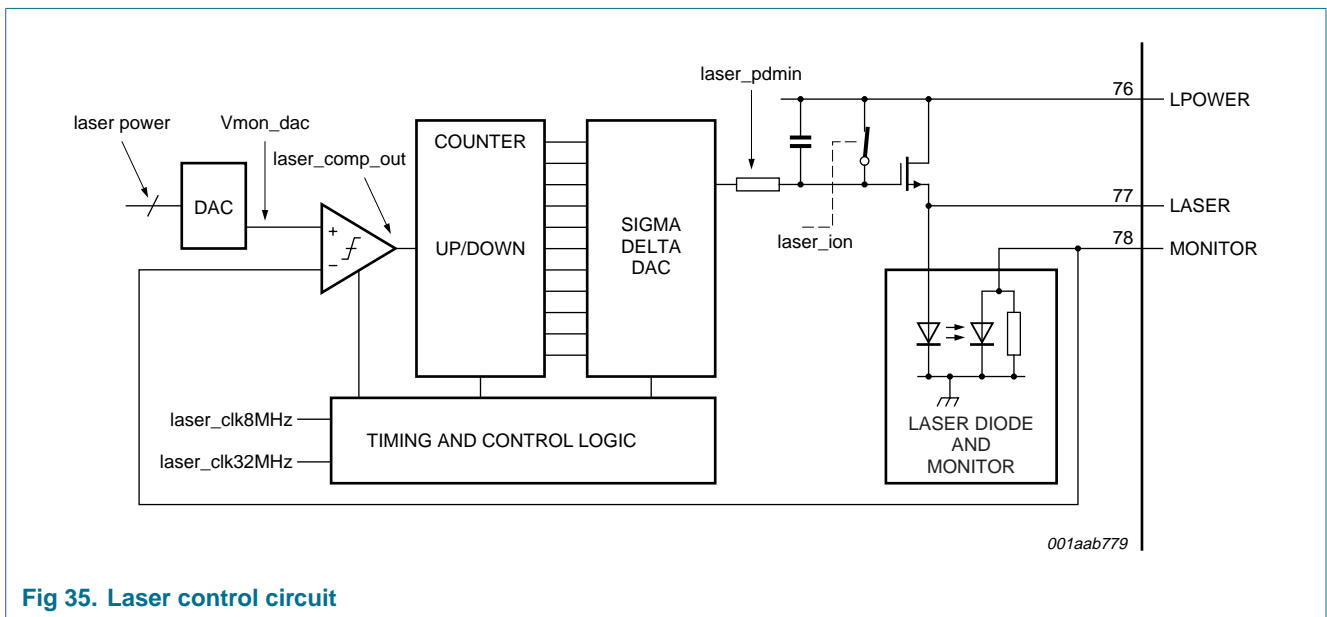 laser_pdmin
76
LPOWER
laser power
Vmon_dac
laser_comp_out
COUNTER
DAC
+
−
UP/DOWN
SIGMA
DELTA
DAC
laser_ion
77
LASER
78
MONITOR
laser_clk8MHz
laser_clk32MHz
TIMING AND CONTROL LOGIC
LASER DIODE
AND
MONITOR
001aab779
Fig 35. Laser control circuit